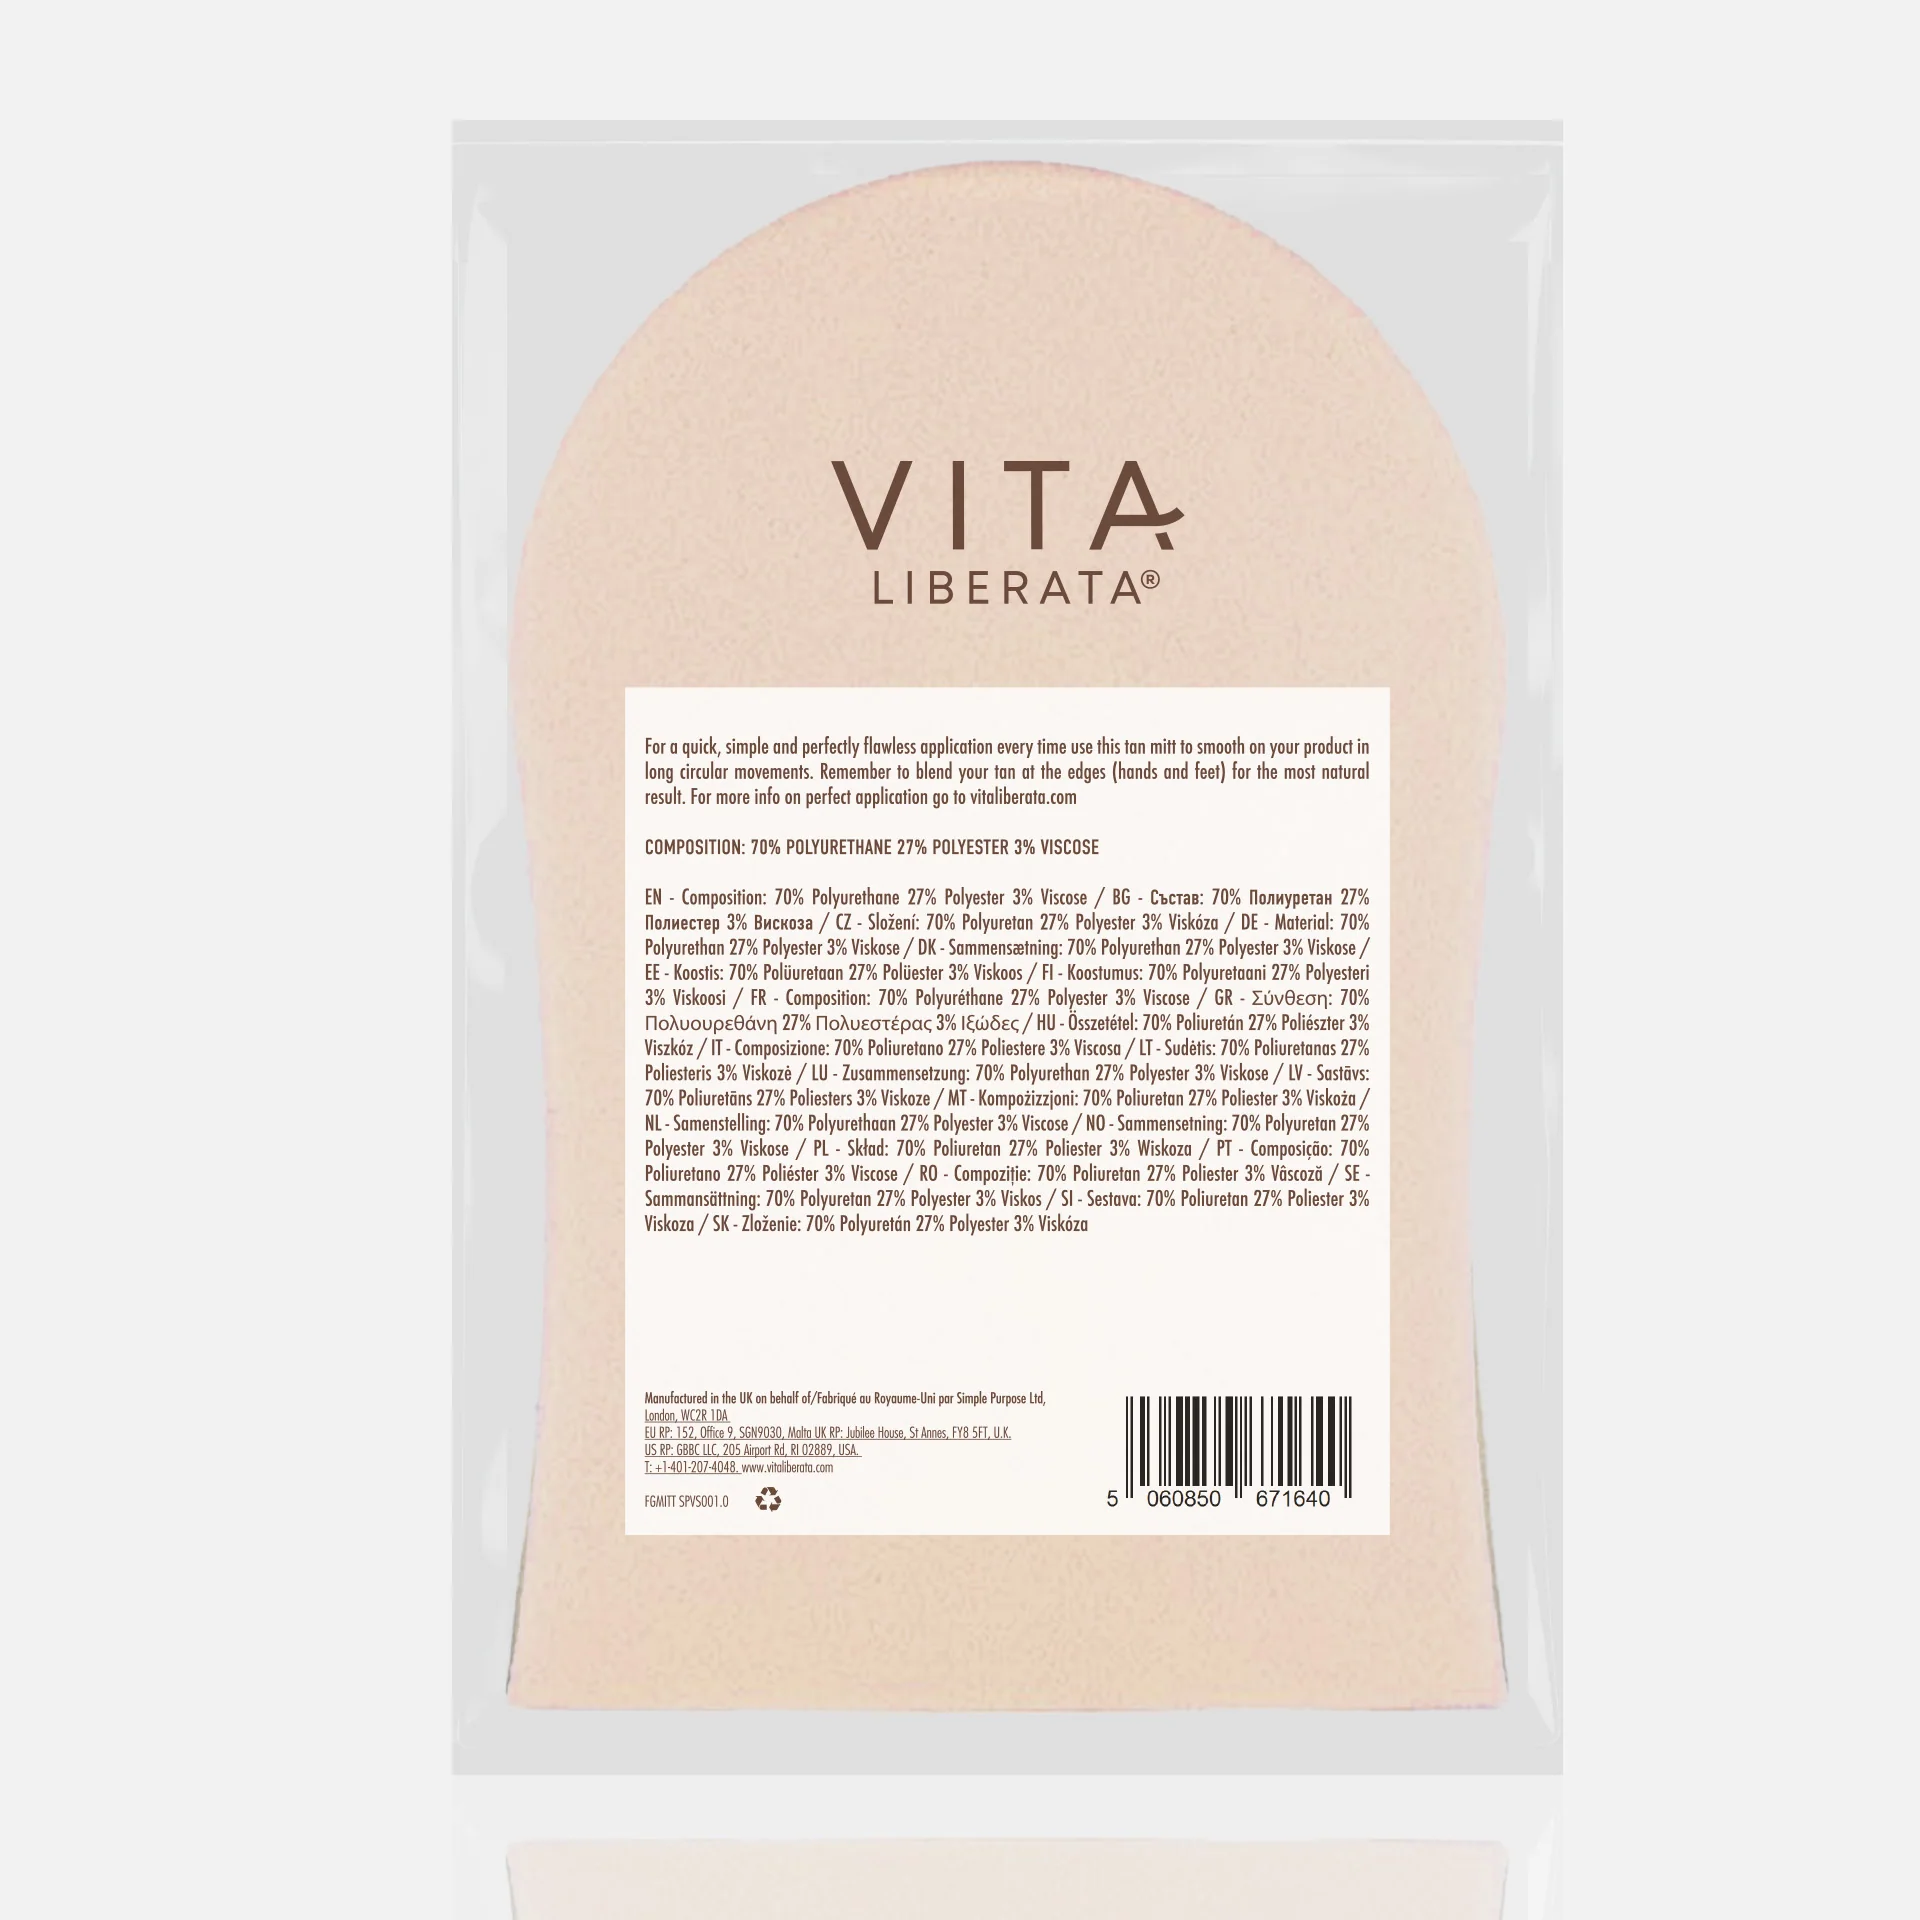 VITA
LIBERATA®
For a quick, simple and perfectly flawless application every time use this tan mitt to smooth on your product in
long circular movements. Remember to blend your tan at the edges (hands and feet) for the most natural
result. For more info on perfect application go to vitaliberata.com
COMPOSITION: 70% POLYURETHANE 27% POLYESTER 3% VISCOSE
EN - Composition: 70% Polyurethane 27% Polyester 3% Viscose / BG - Състав: 70% Полиуретан 27%
Полиестер 3% Вискоза / CZ - Složení: 70% Polyuretan 27% Polyester 3% Viskóza / DE - Material: 70%
Polyurethan 27% Polyester 3% Viskose / DK - Sammensætning: 70% Polyurethan 27% Polyester 3% Viskose /
EE - Koostis: 70% Polüuretaan 27% Polüester 3% Viskoos / FI - Koostumus: 70% Polyuretaani 27% Polyesteri
3% Viskoosi / FR - Composition: 70% Polyuréthane 27% Polyester 3% Viscose / GR - Σύνθεση: 70%
Πολυουρεθάνη 27% Πολυεστέρας 3% Ιξώδες / HU - Összetétel: 70% Poliuretán 27% Poliészter 3%
Viszkóz / IT - Composizione: 70% Poliuretano 27% Poliestere 3% Viscosa / LT - Sudėtis: 70% Poliuretanas 27%
Poliesteris 3% Viskozė / LU - Zusammensetzung: 70% Polyurethan 27% Polyester 3% Viskose / LV - Sastāvs:
70% Poliuretāns 27% Poliesters 3% Viskoze / MT - Kompożizzjoni: 70% Poliuretan 27% Poliester 3% Viskoża /
NL - Samenstelling: 70% Polyurethaan 27% Polyester 3% Viscose / NO - Sammensetning: 70% Polyuretan 27%
Polyester 3% Viskose / PL - Skład: 70% Poliuretan 27% Poliester 3% Wiskoza / PT - Composição: 70%
Poliuretano 27% Poliéster 3% Viscose / RO - Compoziție: 70% Poliuretan 27% Poliester 3% Vâscoză / SE -
Sammansättning: 70% Polyuretan 27% Polyester 3% Viskos / SI - Sestava: 70% Poliuretan 27% Poliester 3%
Viskoza / SK - Zloženie: 70% Polyuretán 27% Polyester 3% Viskóza
Manufactured in the UK on behalf of/Fabriqué au Royaume-Uni par Simple Purpose Ltd,
London, WC2R 1DA
EU RP: 152, Office 9, SGN9030, Malta UK RP: Jubilee House, St Annes, FY8 5FT, U.K.
US RP: GBBC LLC, 205 Airport Rd, RI 02889, USA.
T: +1-401-207-4048. www.vitaliberata.com
FGMITT SPVS001.0
5 060850 671640